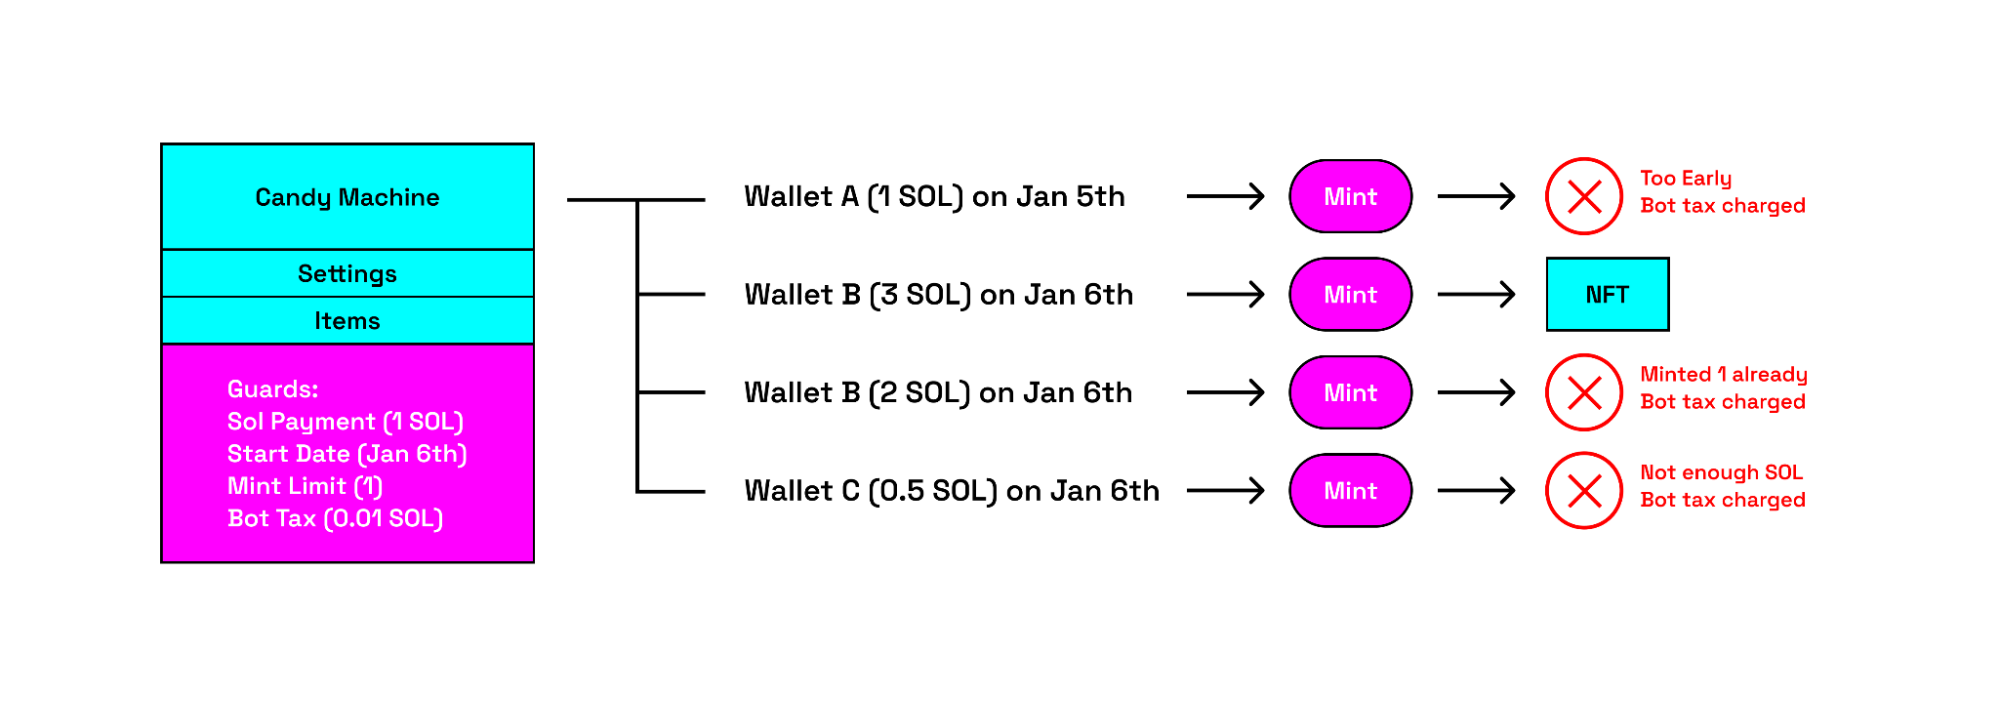 Candy Machine
Settings
Items
Guards:
Sol Payment (1 SOL)
Start Date (Jan 6th)
Mint Limit (1)
Bot Tax (0.01 SOL)
Wallet A (1 SOL) on Jan 5th
Mint
Too Early
Bot tax charged
Wallet B (3 SOL) on Jan 6th
Mint
NFT
Wallet B (2 SOL) on Jan 6th
Mint
Minted 1 already
Bot tax charged
Wallet C (0.5 SOL) on Jan 6th
Mint
Not enough SOL
Bot tax charged